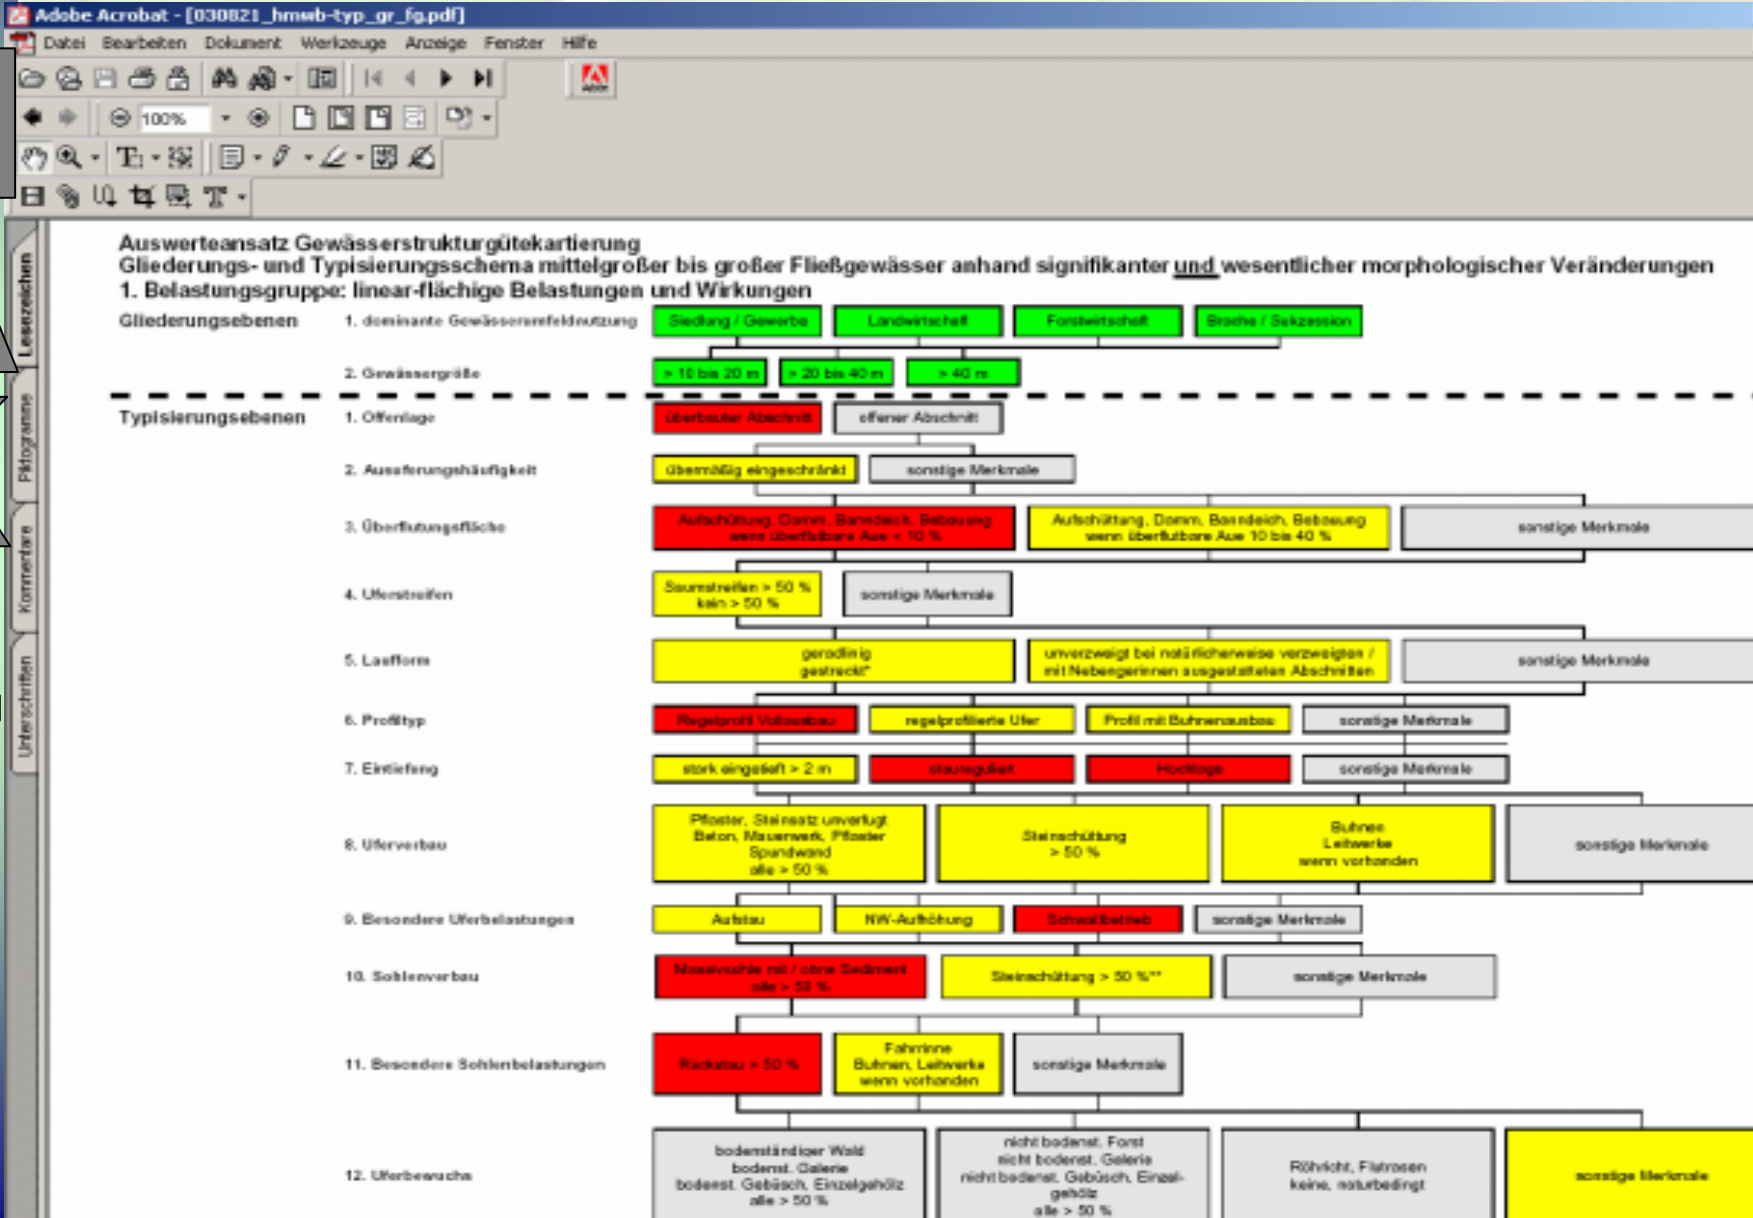 Adobe Acrobat - [030821_hmwb-typ_gr_fg.pdf]
Datei Bearbeiten Dokument Werkzeuge Anzeige Fenster Hilfe
100%
Lesezeichen
Piktogramme
Kommentare
Unterschriften
Auswerteansatz Gewässerstrukturgütekartierung
Gliederungs- und Typisierungsschema mittelgroßer bis großer Fließgewässer anhand signifikanter und wesentlicher morphologischer Veränderungen
1. Belastungsgruppe: linear-flächige Belastungen und Wirkungen
Gliederungsebenen 1. dominante Gewässerumfeldnutzung Siedlung / Gewerbe Landwirtschaft Forstwirtschaft Brache / Sukzession
2. Gewässergröße > 10 bis 20 m > 20 bis 40 m > 40 m
Typisierungsebenen 1. Offenlage überbauter Abschnitt offener Abschnitt
2. Ausuferungshäufigkeit übermäßig eingeschränkt sonstige Merkmale
3. Überflutungsfläche
Aufschüttung, Damm, Banndeich, Bebauung
wenn überflutbare Aue < 10 %
Aufschüttung, Damm, Banndeich, Bebauung
wenn überflutbare Aue 10 bis 40 %
sonstige Merkmale
4. Uferstreifen
Saumstreifen > 50 %
kein > 50 %
sonstige Merkmale
5. Laufform
geradlinig
gestreckt*
unverzweigt bei natürlicherweise verzweigten /
mit Nebengerinnen ausgestatteten Abschnitten
sonstige Merkmale
6. Profiltyp Regelprofil Vollausbau regelprofilierte Ufer Profil mit Buhnenausbau sonstige Merkmale
7. Eintiefung stark eingetieft > 2 m staureguliert Hochlage sonstige Merkmale
8. Uferverbau
Pflaster, Steinsatz unverfugt
Beton, Mauerwerk, Pflaster
Spundwand
alle > 50 %
Steinschüttung
> 50 %
Buhnen
Leitwerke
wenn vorhanden
sonstige Merkmale
9. Besondere Uferbelastungen Aufstau NW-Aufhöhung Schwallbetrieb sonstige Merkmale
10. Sohlenverbau
Massivsohle mit / ohne Sediment
alle > 50 %
Steinschüttung > 50 %**
sonstige Merkmale
11. Besondere Sohlenbelastungen
Rückstau > 50 %
Fahrrinne
Buhnen, Leitwerke
wenn vorhanden
sonstige Merkmale
12. Uferbewuchs
bodenständiger Wald
bodenst. Galerie
bodenst. Gebüsch, Einzelgehölz
alle > 50 %
nicht bodenst. Forst
nicht bodenst. Galerie
nicht bodenst. Gebüsch, Einzel-
gehölz
alle > 50 %
Röhricht, Flutrasen
keine, naturbedingt
sonstige Merkmale